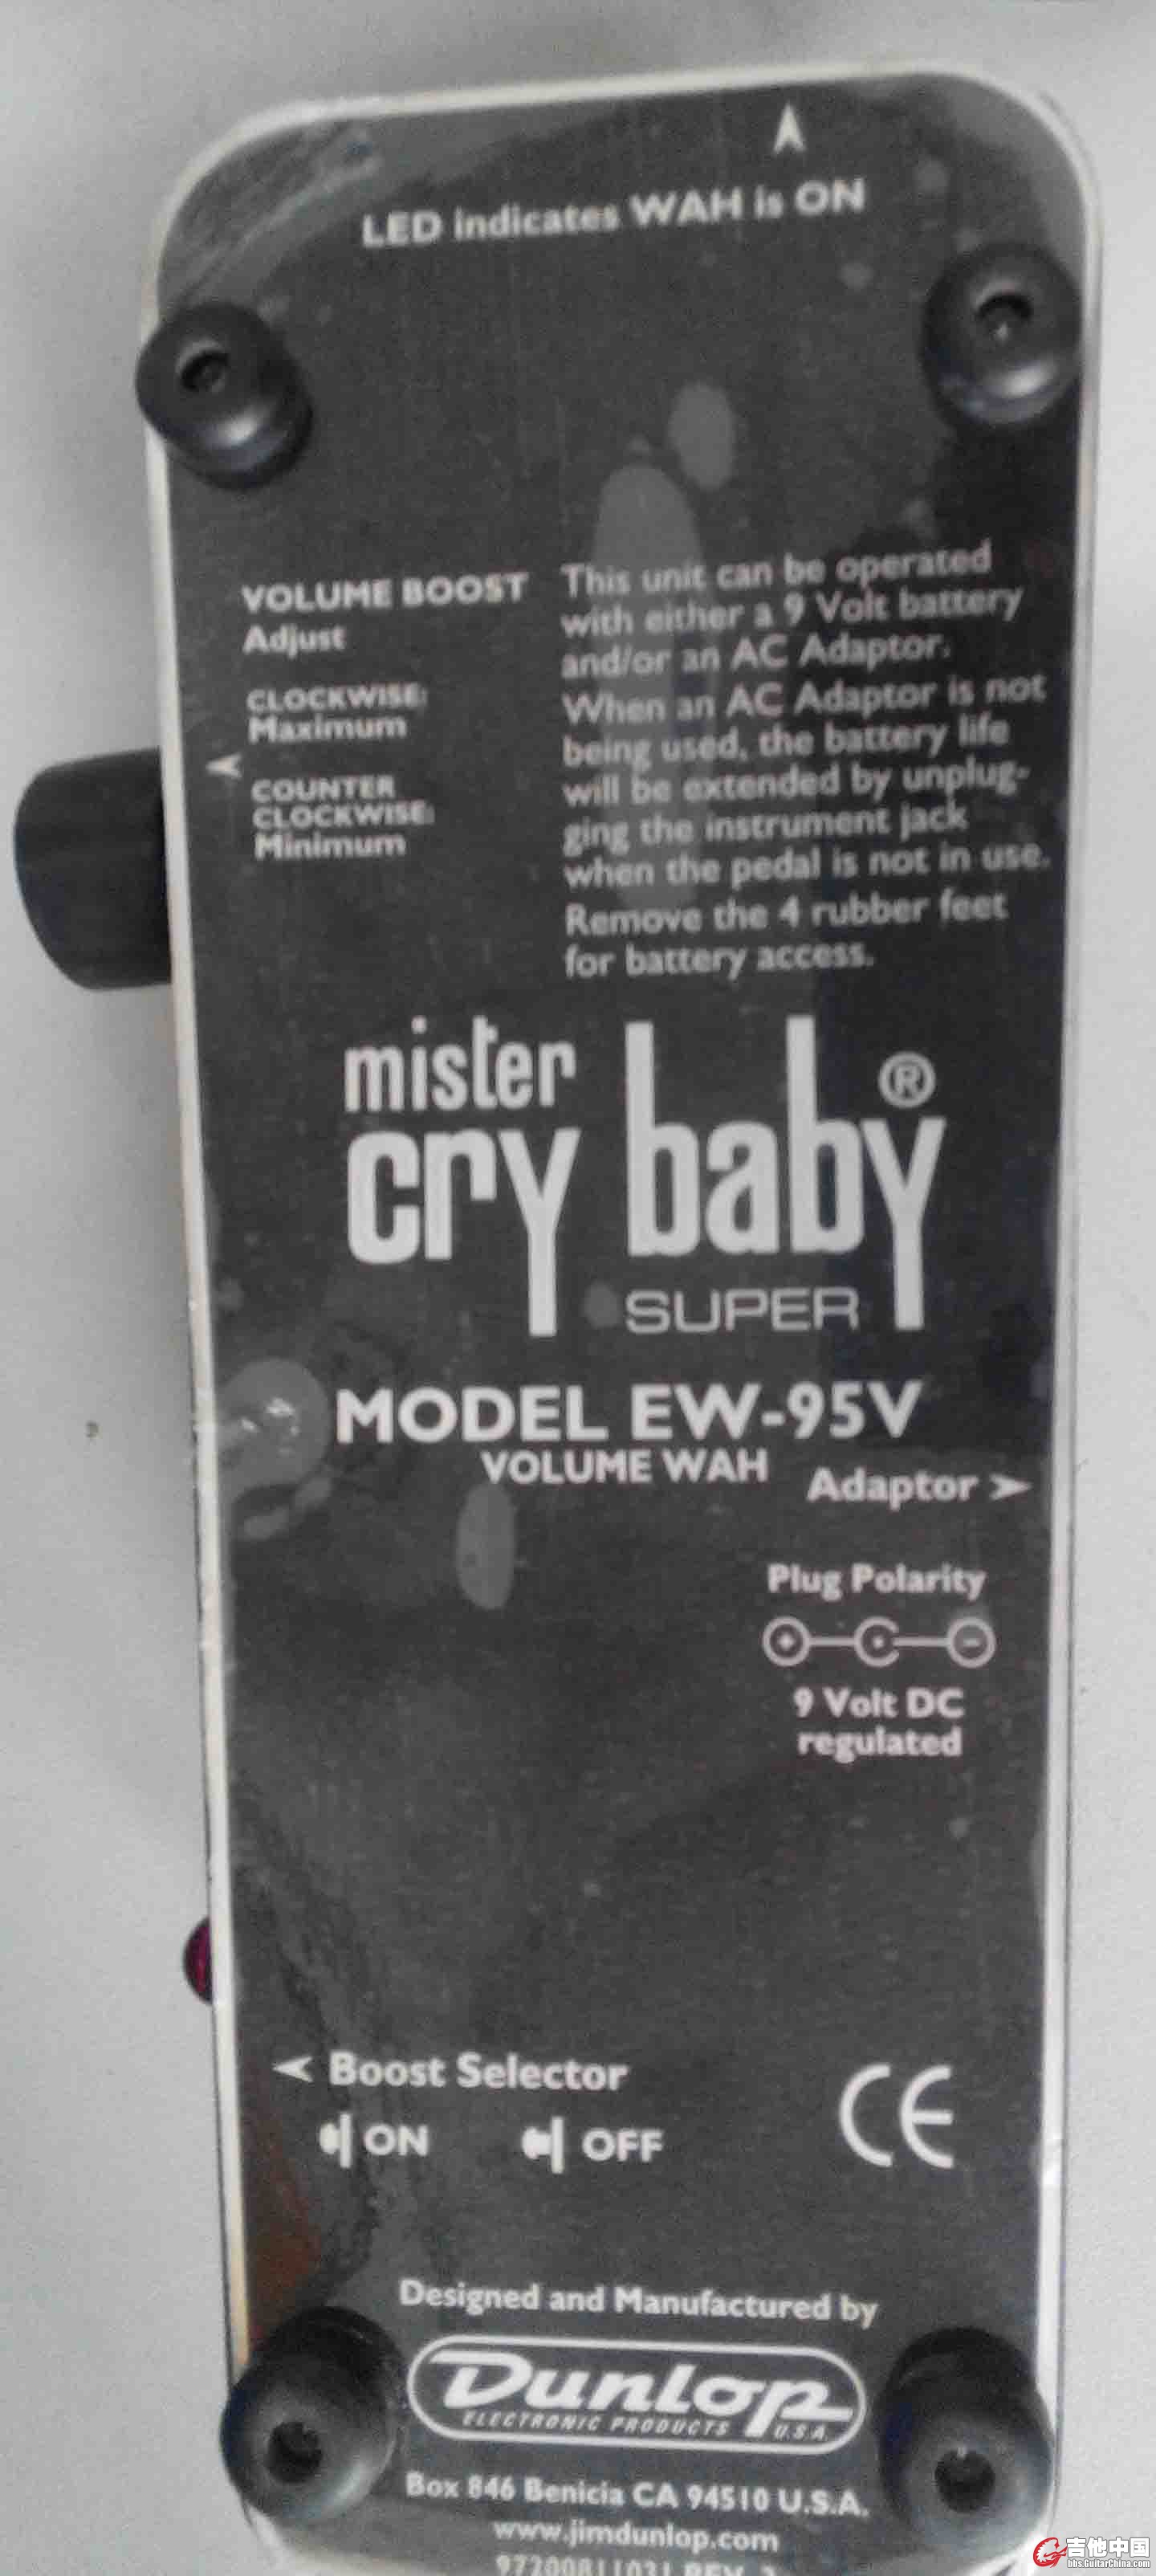 LED indicates WAH is ON
VOLUME BOOST
Adjust
CLOCKWISE:
Maximum
COUNTER
CLOCKWISE:
Minimum
This unit can be operated
with either a 9 Volt battery
and/or an AC Adaptor.
When an AC Adaptor is not
being used, the battery life
will be extended by unplug-
ging the instrument jack
when the pedal is not in use.
Remove the 4 rubber feet
for battery access.
mister
cry baby®
SUPER
MODEL EW-95V
VOLUME WAH
Adaptor >
Plug Polarity
+ -
9 Volt DC
regulated
< Boost Selector
ON OFF
CE
Designed and Manufactured by
Dunlop
ELECTRONIC PRODUCTS U.S.A.
Box 846 Benicia CA 94510 U.S.A.
www.jimdunlop.com
97200811031 REV
吉他中国
bbs.GuitarChina.com